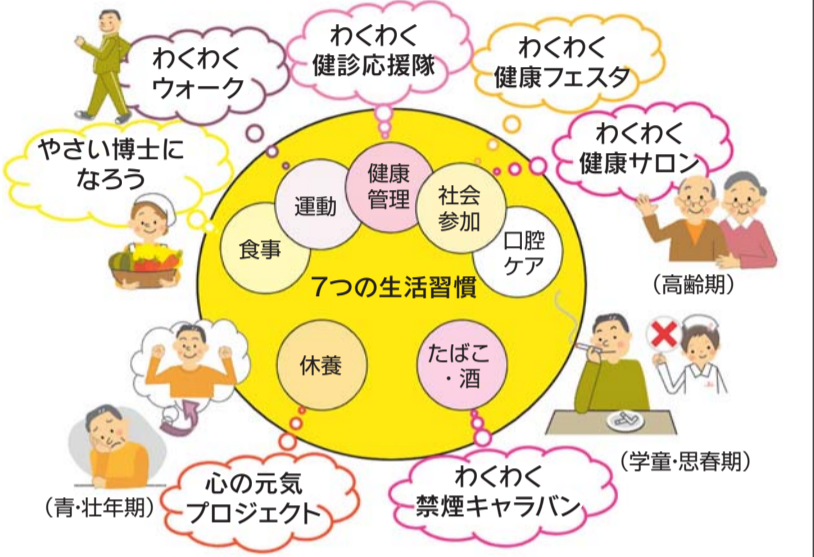 わくわく
ウォーク
わくわく
健診応援隊
わくわく
健康フェスタ
わくわく
健康サロン
やさい博士に
なろう
食事
運動
健康
管理
社会
参加
口腔
ケア
(高齢期)
7つの生活習慣
休養
たばこ
・酒
(青・壮年期)
心の元気
プロジェクト
わくわく
禁煙キャラバン
(学童・思春期)